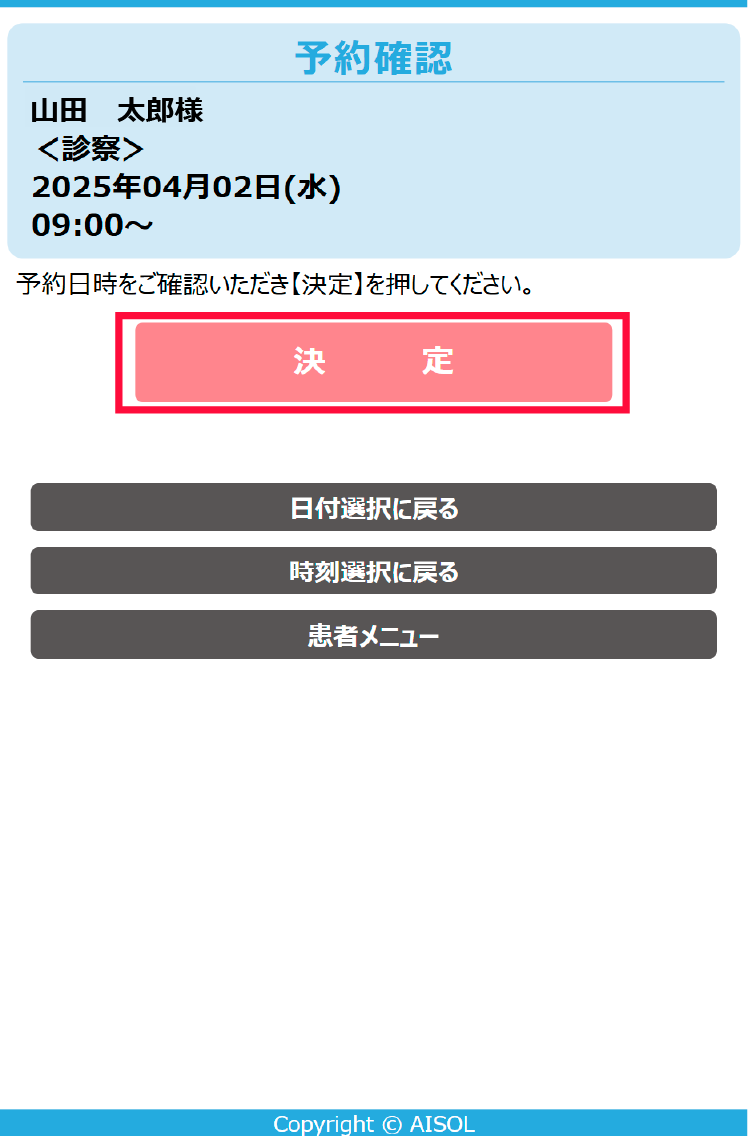 予約確認
山田　太郎様
＜診察＞
2025年04月02日(水)
09:00～
予約日時をご確認いただき【決定】を押してください。
決　　　定
日付選択に戻る
時刻選択に戻る
患者メニュー
Copyright © AISOL